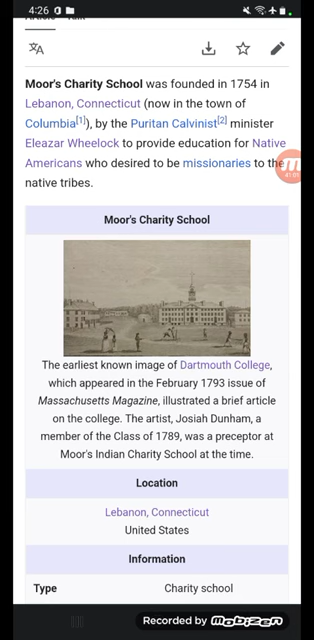 4:26
Article Talk
Moor's Charity School was founded in 1754 in
Lebanon, Connecticut (now in the town of
Columbia[1]), by the Puritan Calvinist[2] minister
Eleazar Wheelock to provide education for Native
Americans who desired to be missionaries to the
native tribes.
41:09
Moor's Charity School
The earliest known image of Dartmouth College,
which appeared in the February 1793 issue of
Massachusetts Magazine, illustrated a brief article
on the college. The artist, Josiah Dunham, a
member of the Class of 1789, was a preceptor at
Moor's Indian Charity School at the time.
Location
Lebanon, Connecticut
United States
Information
Type Charity school
Recorded by mobizen